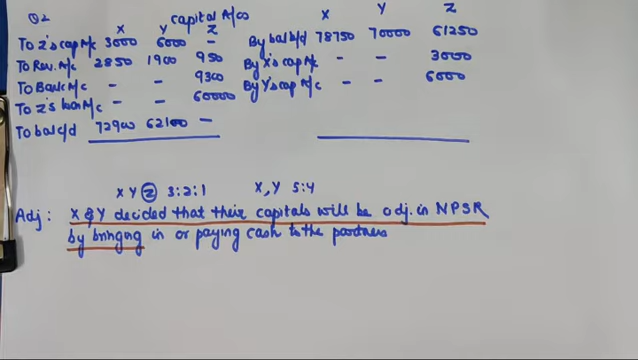 Q2 Capital A/cs
X Y Z X Y Z
To Z's cap A/c 3000 6000 - By bal b/d 78750 70000 61250
To Rev. A/c 2850 1900 950 By X's cap A/c - - 3000
To Bank A/c - - 9300 By Y's cap A/c - - 6000
To Z's loan A/c - - 60000
To bal c/d 72900 62100 -
X Y Z 3:2:1 X, Y 5:4
Adj: X & Y decided that their capitals will be adj. in NPSR
by bringing in or paying cash to the partners